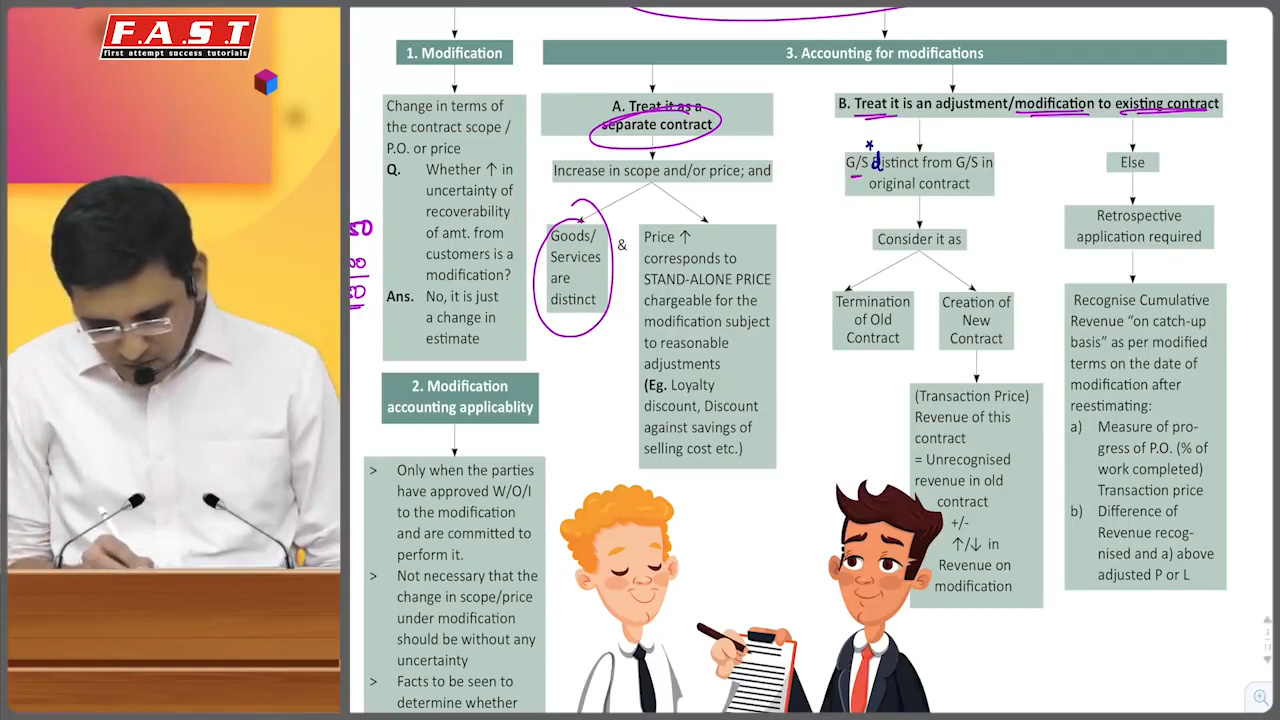 F.A.S.T
first attempt success tutorials
1. Modification
Change in terms of
the contract scope /
P.O. or price
Q. Whether ↑ in
uncertainty of
recoverability
of amt. from
customers is a
modification?
Ans. No, it is just
a change in
estimate
2. Modification
accounting applicablity
> Only when the parties
have approved W/O/I
to the modification
and are committed to
perform it.
> Not necessary that the
change in scope/price
under modification
should be without any
uncertainty
> Facts to be seen to
determine whether
3. Accounting for modifications
A. Treat it as a
separate contract
Increase in scope and/or price; and
Goods/
Services
are
distinct
&
Price ↑
corresponds to
STAND-ALONE PRICE
chargeable for the
modification subject
to reasonable
adjustments
(Eg. Loyalty
discount, Discount
against savings of
selling cost etc.)
B. Treat it is an adjustment/modification to existing contract
*
G/S distinct from G/S in
original contract
Consider it as
Termination
of Old
Contract
Creation of
New
Contract
(Transaction Price)
Revenue of this
contract
= Unrecognised
revenue in old
contract
+/-
↑/↓ in
Revenue on
modification
Else
Retrospective
application required
Recognise Cumulative
Revenue “on catch-up
basis” as per modified
terms on the date of
modification after
reestimating:
a) Measure of pro-
gress of P.O. (% of
work completed)
Transaction price
b) Difference of
Revenue recog-
nised and a) above
adjusted P or L